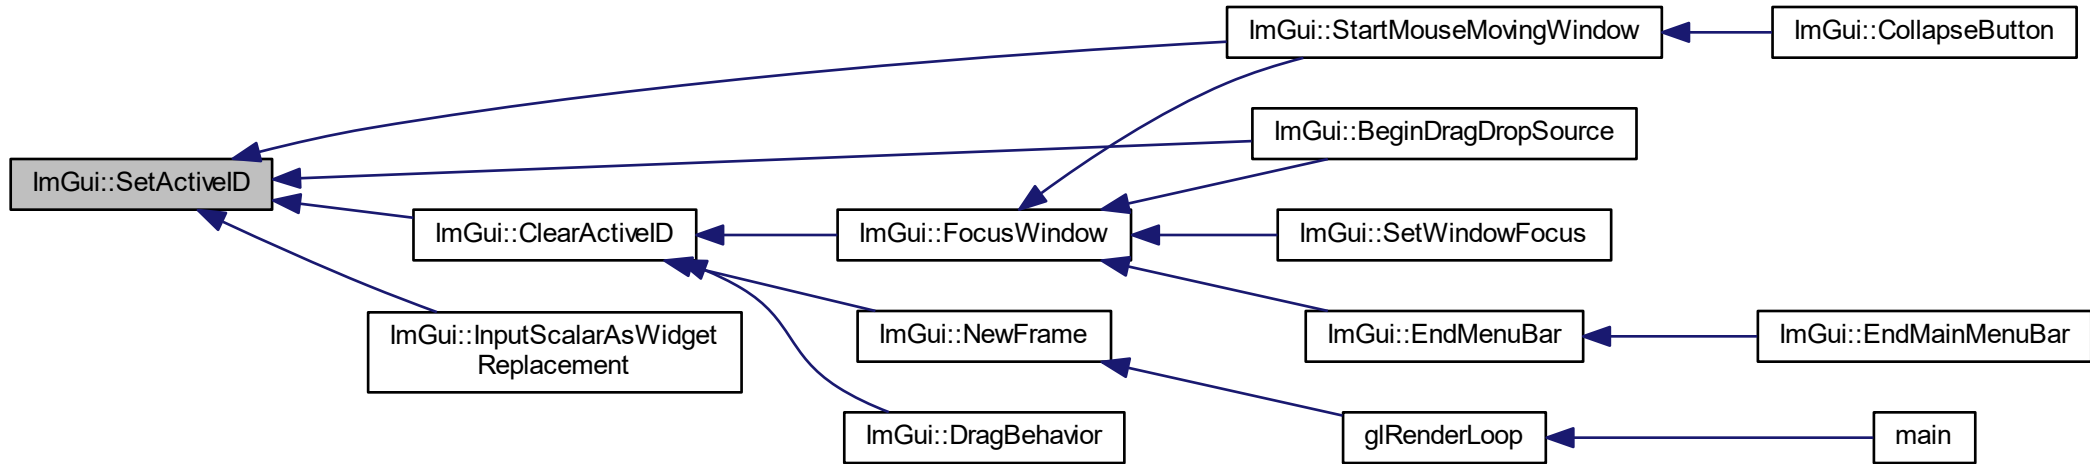 ImGui::StartMouseMovingWindow
ImGui::CollapseButton
ImGui::BeginDragDropSource
ImGui::SetActiveID
ImGui::ClearActiveID
ImGui::FocusWindow
ImGui::SetWindowFocus
ImGui::InputScalarAsWidget
Replacement
ImGui::NewFrame
ImGui::EndMenuBar
ImGui::EndMainMenuBar
ImGui::DragBehavior
glRenderLoop
main